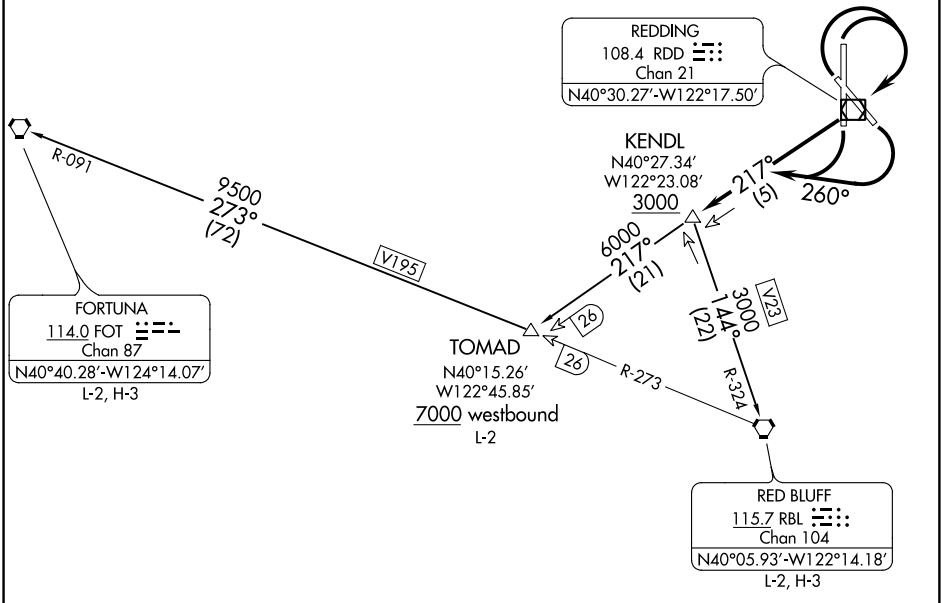 REDDING
108.4 RDD
Chan 21
N40°30.27'-W122°17.50'
KENDL
N40°27.34'
W122°23.08'
3000
217°
(5)
260°
R-091
9500
273°
(72)
V195
6000
217°
(21)
3000
144°
(22)
V23
26
26
R-273
R-324
FORTUNA
114.0 FOT
Chan 87
N40°40.28'-W124°14.07'
L-2, H-3
TOMAD
N40°15.26'
W122°45.85'
7000 westbound
L-2
RED BLUFF
115.7 RBL
Chan 104
N40°05.93'-W122°14.18'
L-2, H-3